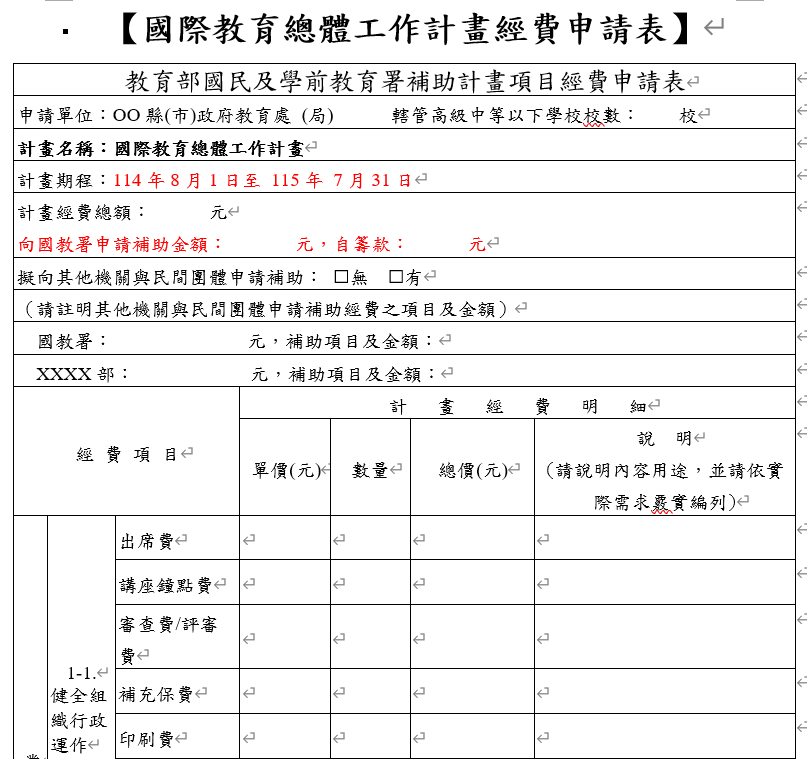 ▪ 【國際教育總體工作計畫經費申請表】
教育部國民及學前教育署補助計畫項目經費申請表
申請單位：OO 縣(市)政府教育處 (局) 轄管高級中等以下學校校數： 校
計畫名稱：國際教育總體工作計畫
計畫期程：114 年 8 月 1 日至 115 年 7 月 31 日
計畫經費總額： 元
向國教署申請補助金額： 元，自籌款： 元
擬向其他機關與民間團體申請補助： □無 □有
（請註明其他機關與民間團體申請補助經費之項目及金額）
國教署： 元，補助項目及金額：
XXXX 部： 元，補助項目及金額：
經 費 項 目
計 畫 經 費 明 細
單價(元)
數量
總價(元)
說 明
（請說明內容用途，並請依實
際需求覈實編列）
1-1.
健全組
織行政
運作
出席費
講座鐘點費
審查費/評審
費
補充保費
印刷費